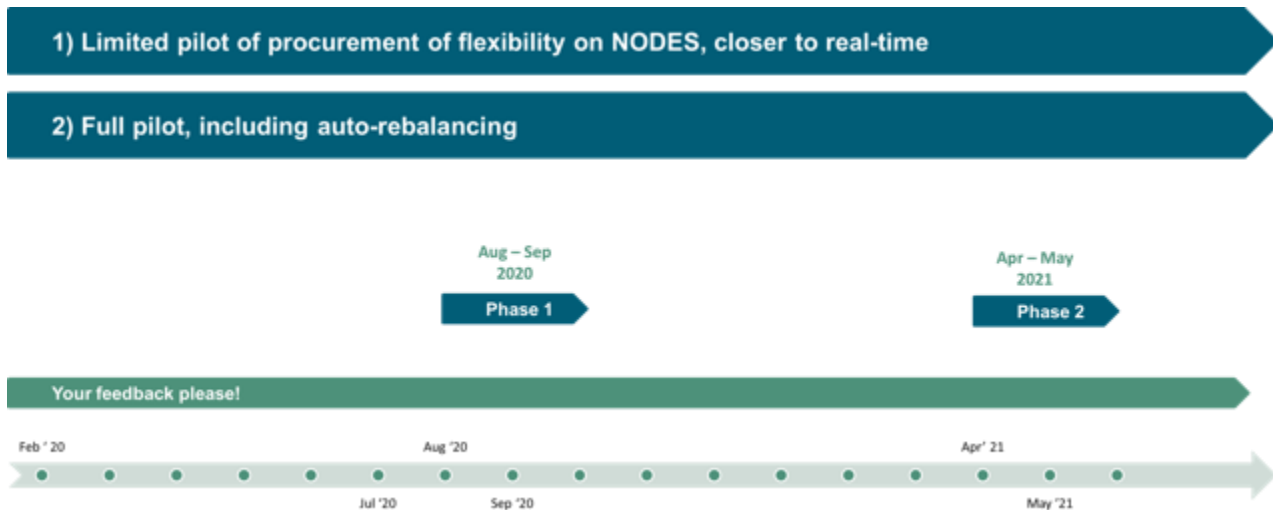 1) Limited pilot of procurement of flexibility on NODES, closer to real-time
2) Full pilot, including auto-rebalancing
Aug – Sep
2020
Phase 1
Apr – May
2021
Phase 2
Your feedback please!
Feb ' 20
Aug '20
Apr' 21
Jul '20
Sep '20
May '21